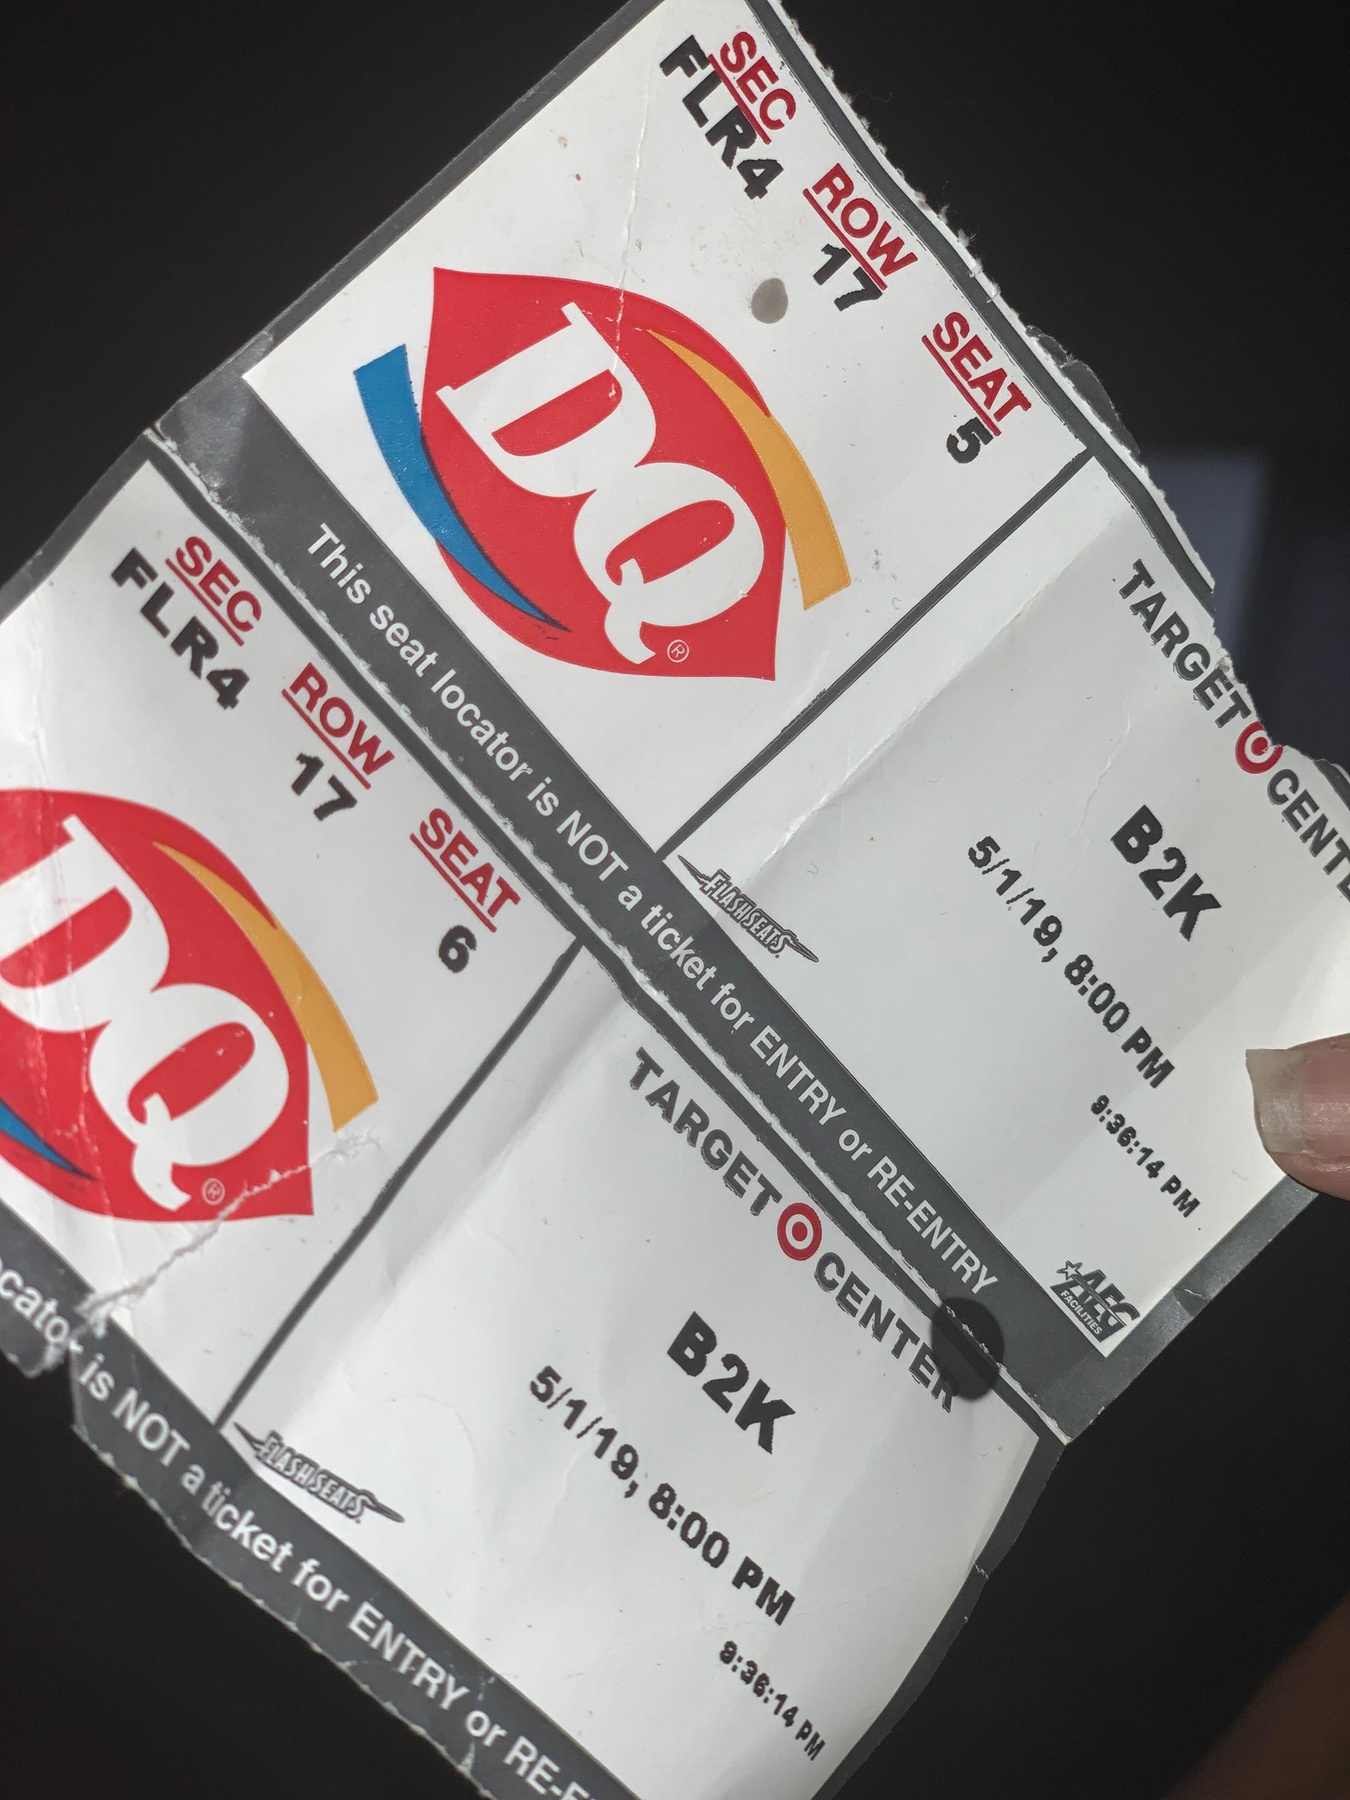 SEC ROW SEAT
FLR4 17 5
DQ®
TARGET CENTE
B2K
5/1/19, 8:00 PM
9:36:14 PM
FLASHSEATS.
AEG
FACILITIES
This seat locator is NOT a ticket for ENTRY or RE-ENTRY
SEC ROW SEAT
FLR4 17 6
DQ®
TARGET CENTER
B2K
5/1/19, 8:00 PM
9:36:14 PM
FLASHSEATS.
ocator is NOT a ticket for ENTRY or RE-E